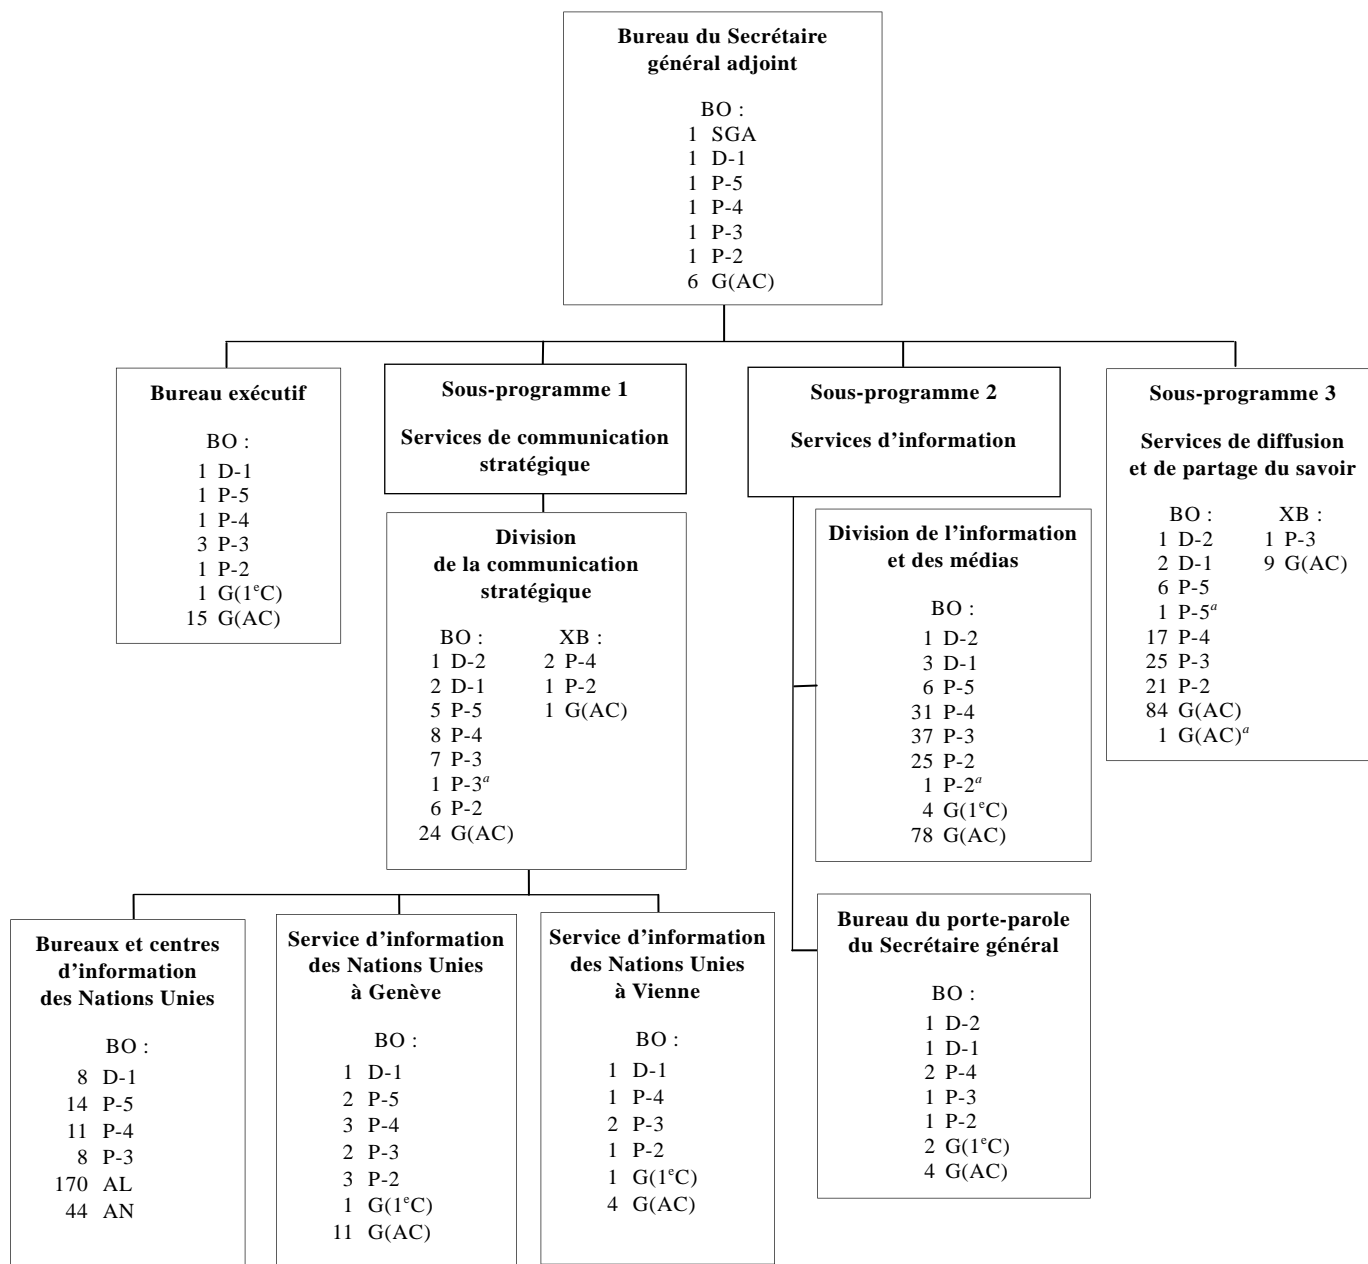 Bureau du Secrétaire
général adjoint
BO :
1 SGA
1 D-1
1 P-5
1 P-4
1 P-3
1 P-2
6 G(AC)
Bureau exécutif
BO :
1 D-1
1 P-5
1 P-4
3 P-3
1 P-2
1 G(1ᵉC)
15 G(AC)
Sous-programme 1
Services de communication
stratégique
Division
de la communication
stratégique
BO :
1 D-2
2 D-1
5 P-5
8 P-4
7 P-3
1 P-3ᵃ
6 P-2
24 G(AC)
XB :
2 P-4
1 P-2
1 G(AC)
Bureaux et centres
d’information
des Nations Unies
BO :
8 D-1
14 P-5
11 P-4
8 P-3
170 AL
44 AN
Service d’information
des Nations Unies
à Genève
BO :
1 D-1
2 P-5
3 P-4
2 P-3
3 P-2
1 G(1ᵉC)
11 G(AC)
Service d’information
des Nations Unies
à Vienne
BO :
1 D-1
1 P-4
2 P-3
1 P-2
1 G(1ᵉC)
4 G(AC)
Sous-programme 2
Services d’information
Division de l’information
et des médias
BO :
1 D-2
3 D-1
6 P-5
31 P-4
37 P-3
25 P-2
1 P-2ᵃ
4 G(1ᵉC)
78 G(AC)
Bureau du porte-parole
du Secrétaire général
BO :
1 D-2
1 D-1
2 P-4
1 P-3
1 P-2
2 G(1ᵉC)
4 G(AC)
Sous-programme 3
Services de diffusion
et de partage du savoir
BO :
1 D-2
2 D-1
6 P-5
1 P-5ᵃ
17 P-4
25 P-3
21 P-2
84 G(AC)
1 G(AC)ᵃ
XB :
1 P-3
9 G(AC)